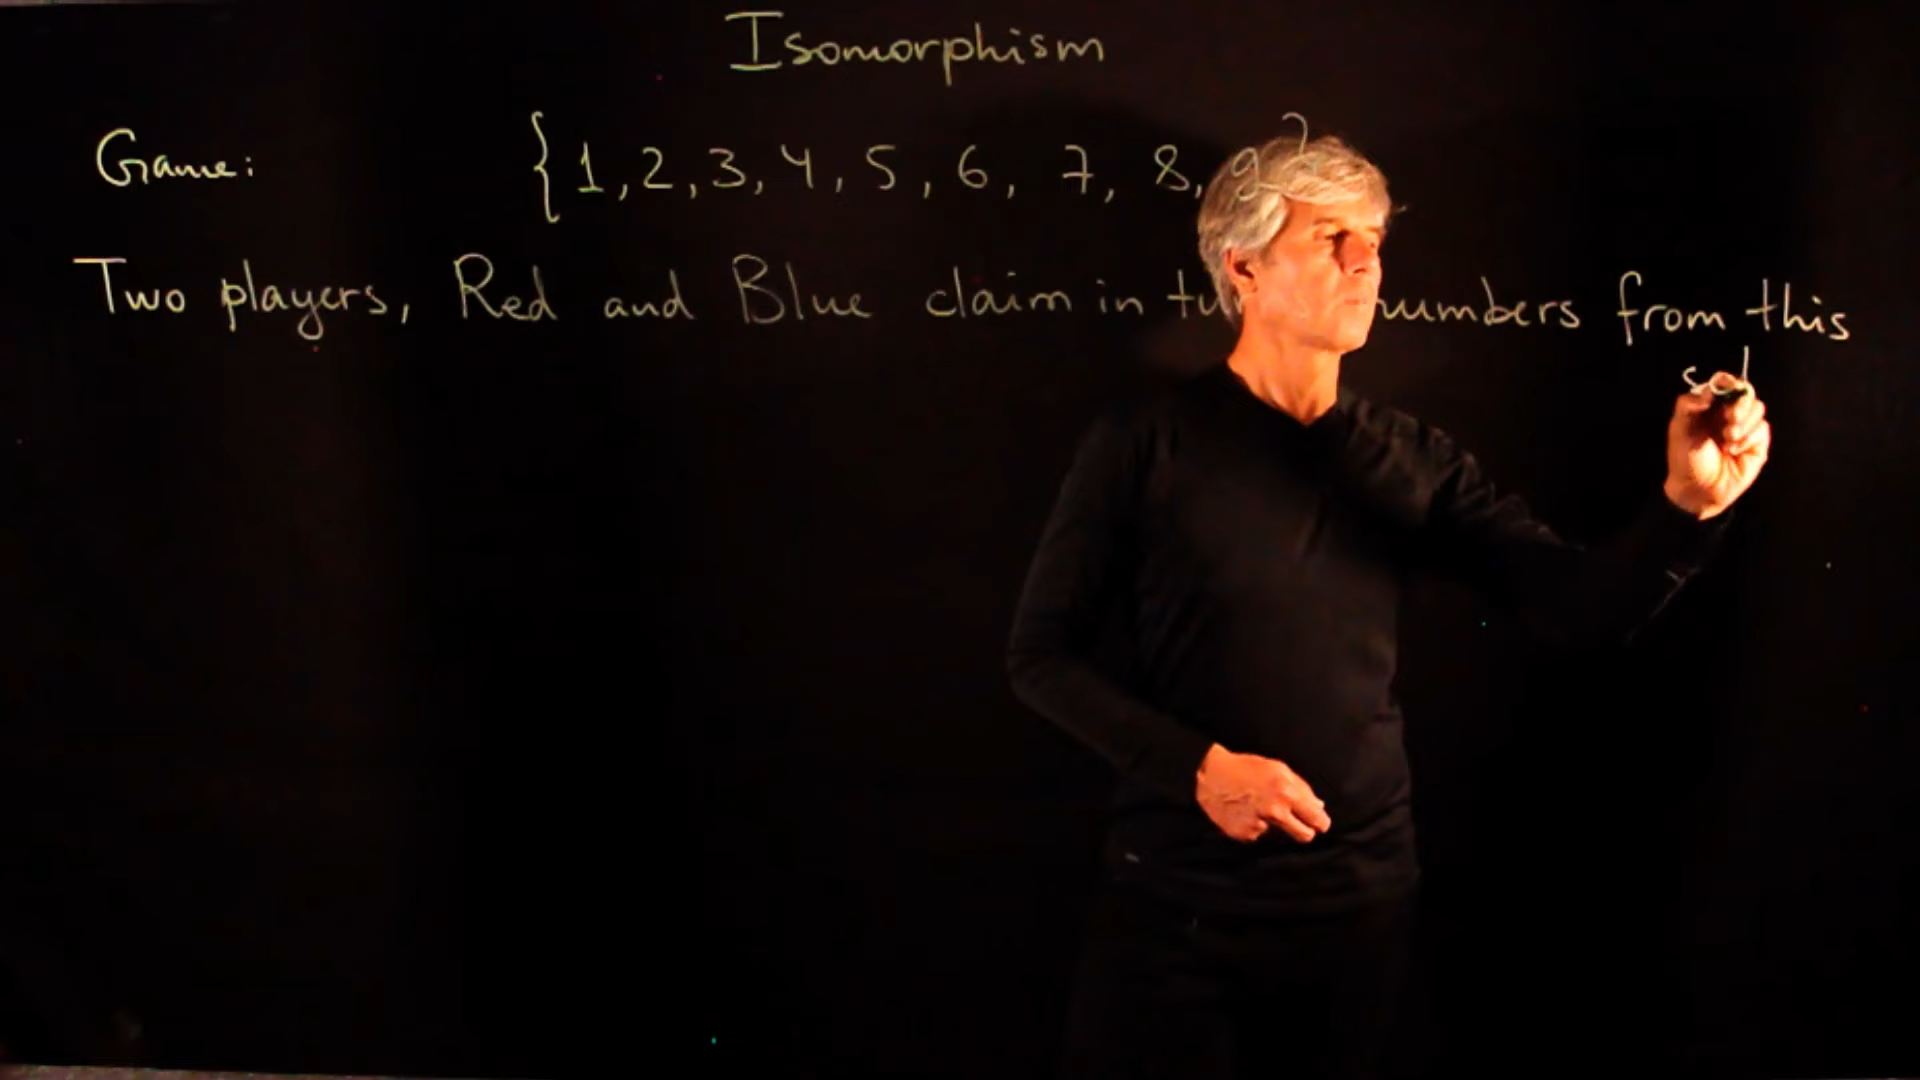 Isomorphism
Game: {1,2,3,4,5,6,7,8,9}
Two players, Red and Blue claim in numbers from this